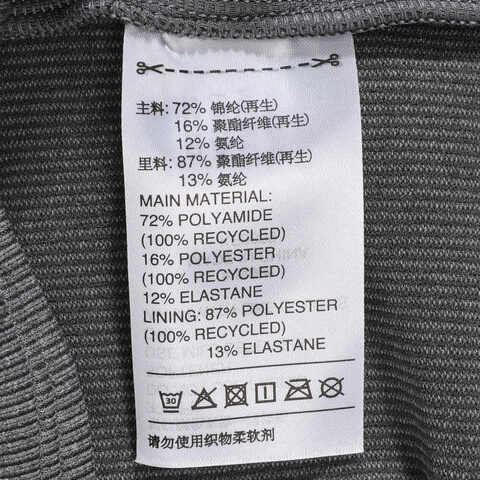 主料: 72% 锦纶(再生)
16% 聚酯纤维(再生)
12% 氨纶
里料: 87% 聚酯纤维(再生)
13% 氨纶
MAIN MATERIAL:
72% POLYAMIDE
(100% RECYCLED)
16% POLYESTER
(100% RECYCLED)
12% ELASTANE
LINING: 87% POLYESTER
(100% RECYCLED)
13% ELASTANE
30
请勿使用织物柔软剂